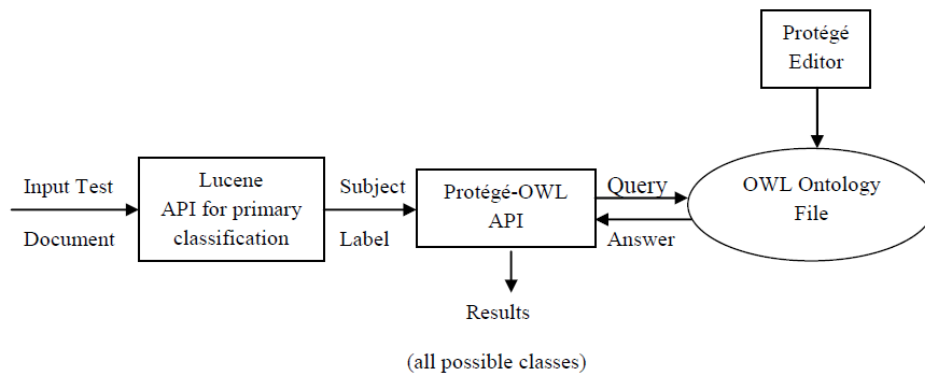 Protégé
Editor
Input Test
Document
Lucene
API for primary
classification
Subject
Label
Protégé-OWL
API
Query
Answer
OWL Ontology
File
Results
(all possible classes)